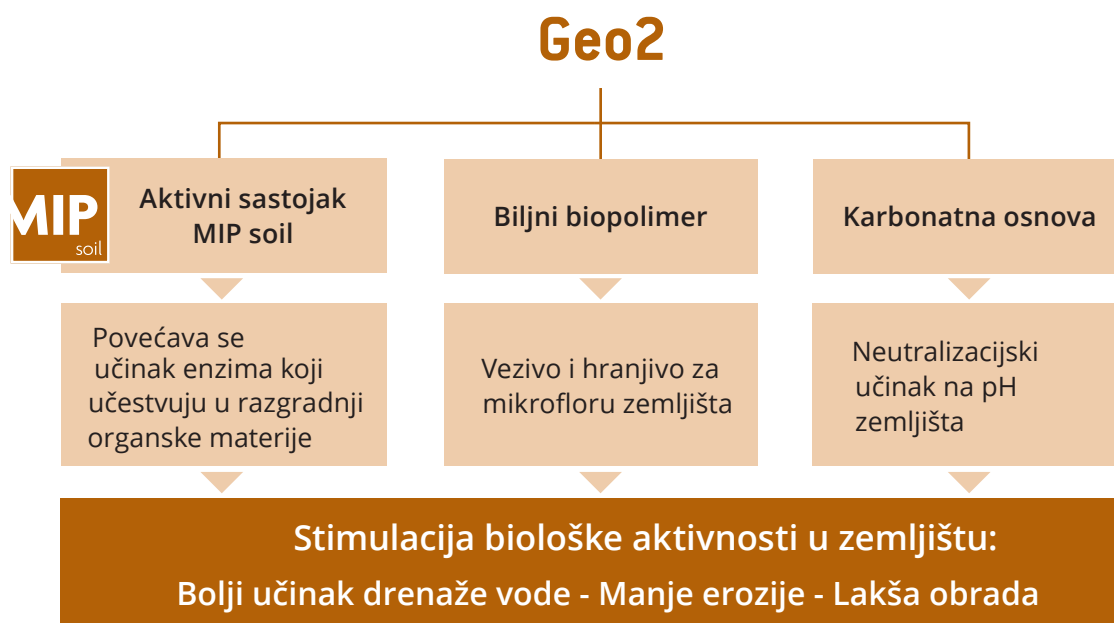 Geo2
MIP
soil
Aktivni sastojak
MIP soil
Biljni biopolimer
Karbonatna osnova
Povećava se
učinak enzima koji
učestvuju u razgradnji
organske materije
Vezivo i hranjivo za
mikrofloru zemljišta
Neutralizacijski
učinak na pH
zemljišta
Stimulacija biološke aktivnosti u zemljištu:
Bolji učinak drenaže vode - Manje erozije - Lakša obrada